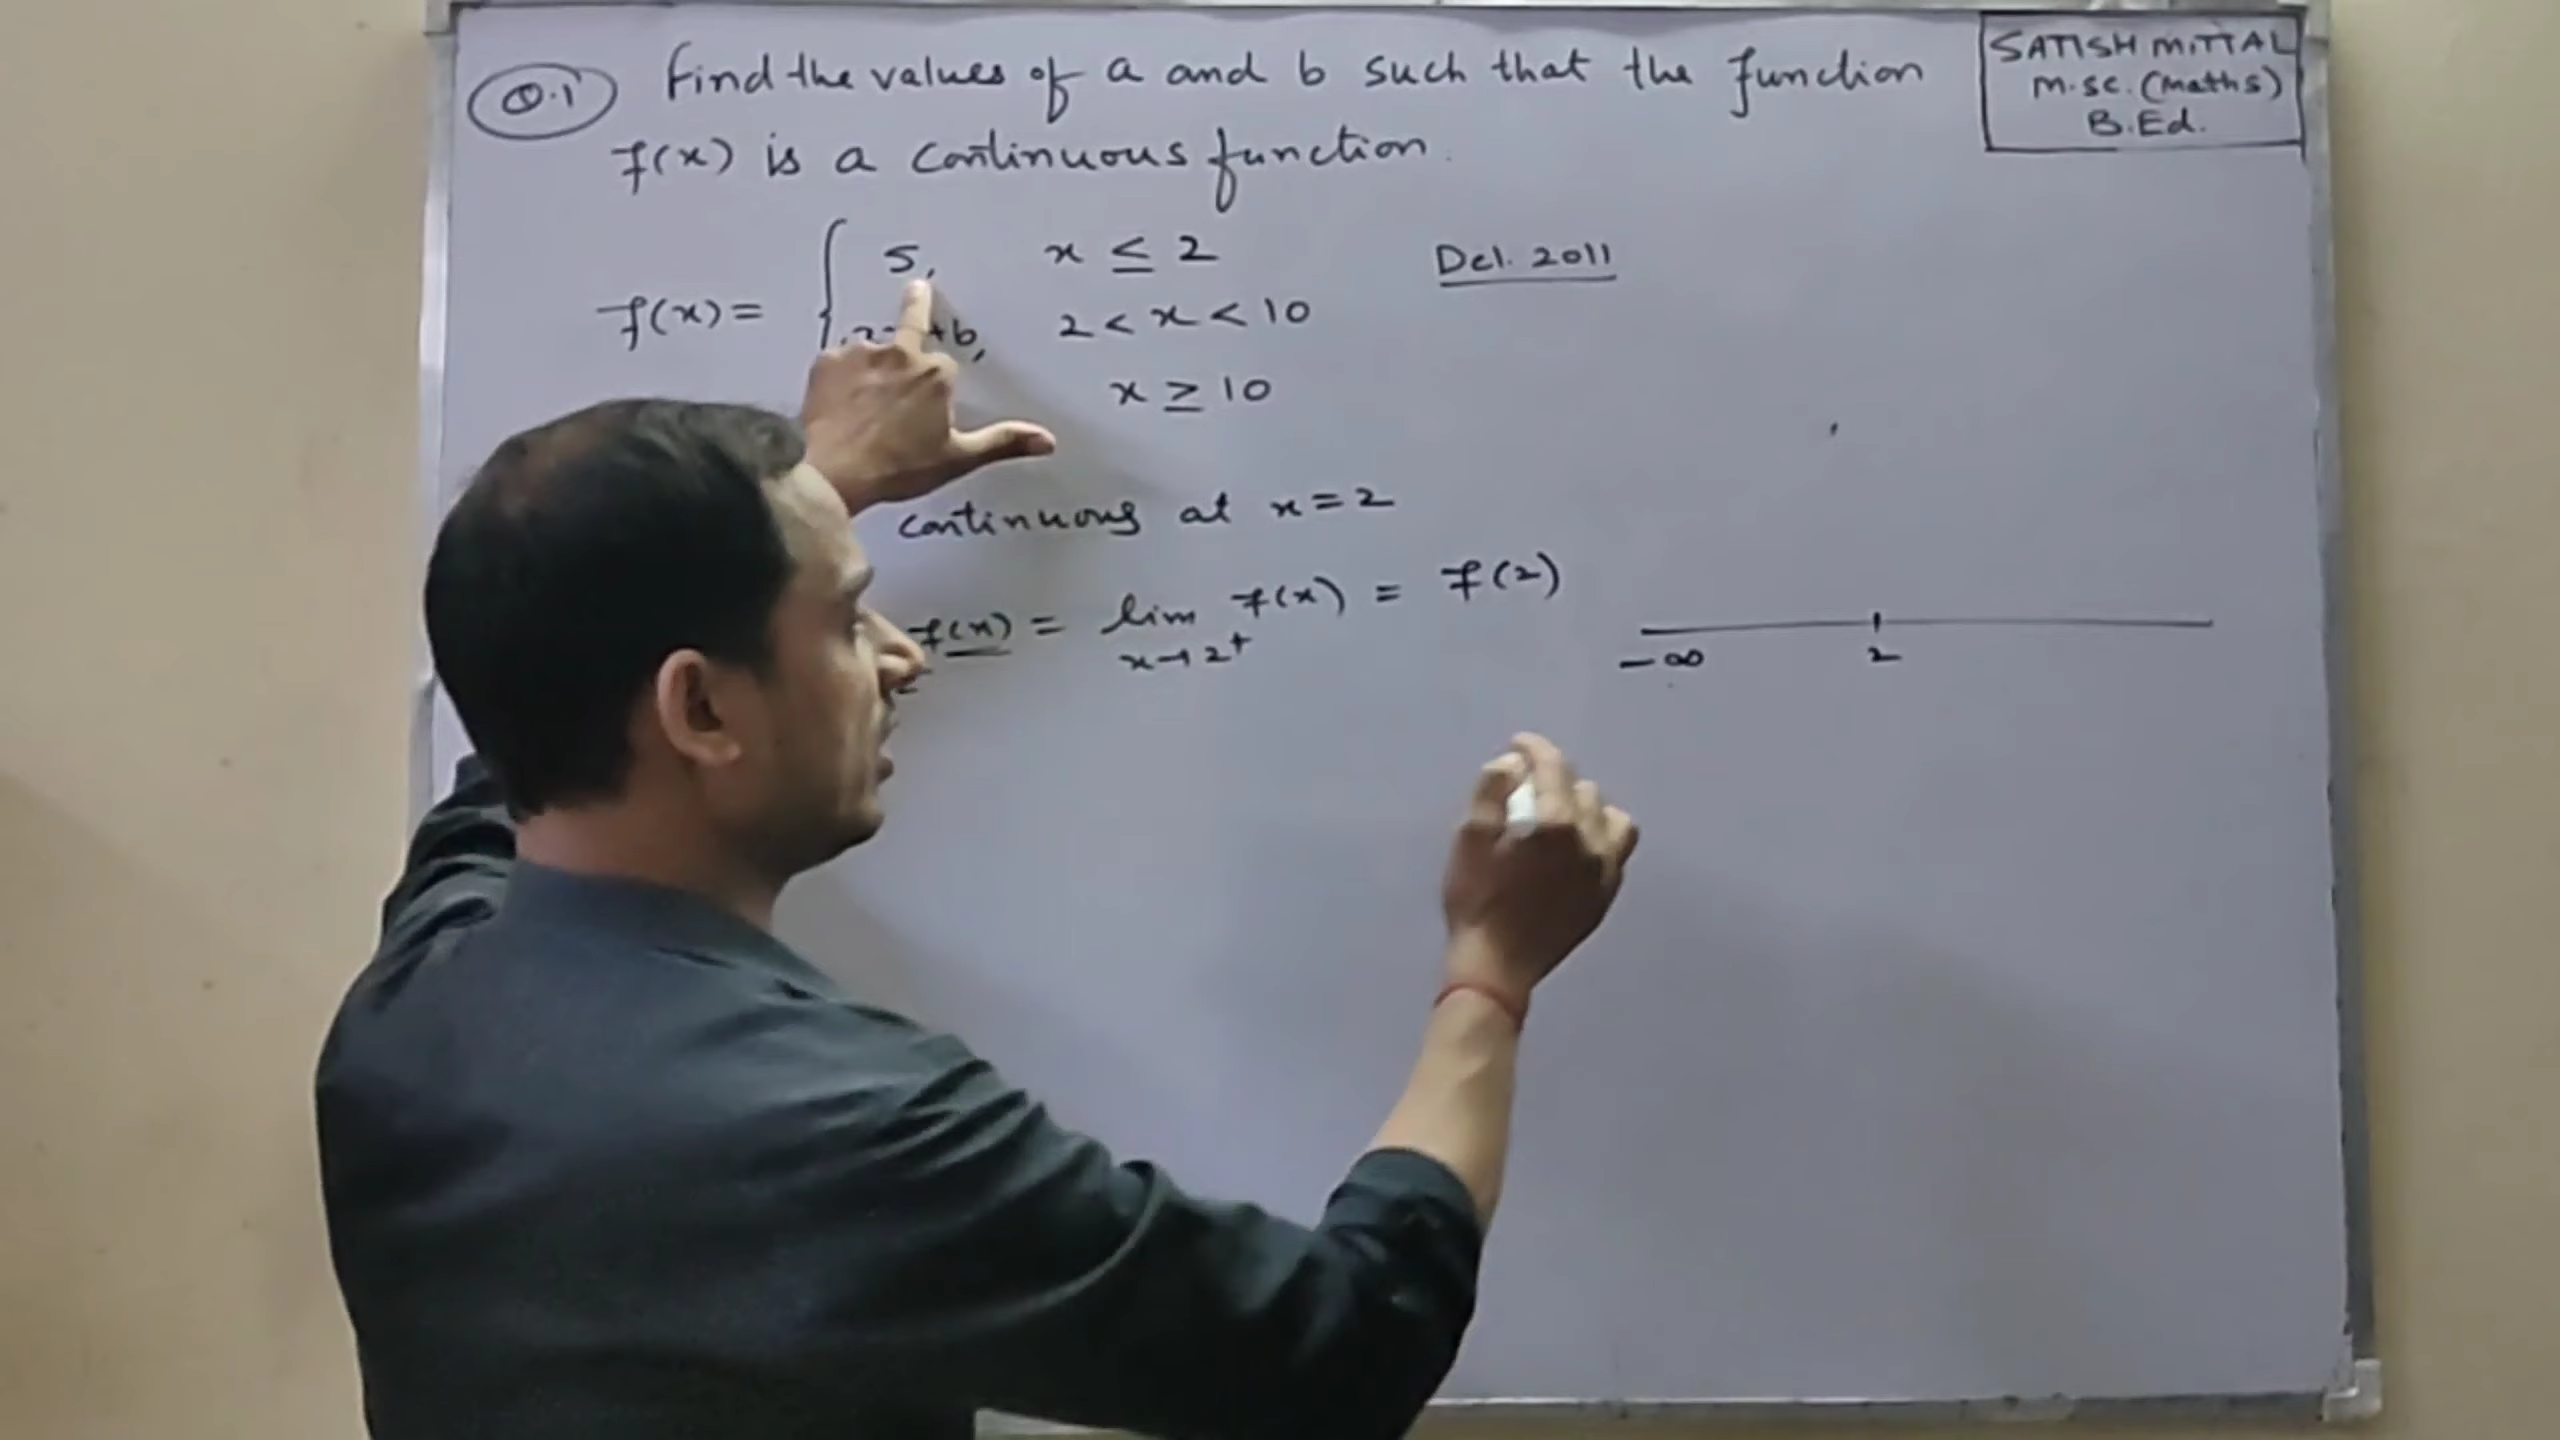 Q.1 Find the values of a and b such that the function
f(x) is a continuous function.
SATISH MITTAL
M.Sc. (Maths)
B.Ed.
5, x ≤ 2
f(x) = +b, 2 < x < 10
x ≥ 10
Del. 2011
continuous at x = 2
f(x) = lim f(x) = f(2)
x→2+
-∞ 2